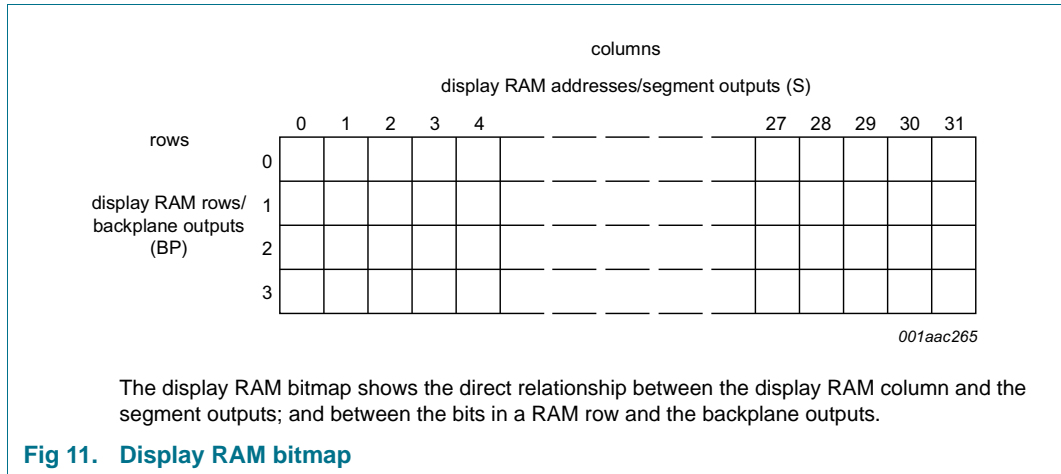 columns
display RAM addresses/segment outputs (S)
0 1 2 3 4 27 28 29 30 31
rows
0
display RAM rows/
backplane outputs
(BP)
1
2
3
001aac265
The display RAM bitmap shows the direct relationship between the display RAM column and the
segment outputs; and between the bits in a RAM row and the backplane outputs.
Fig 11. Display RAM bitmap